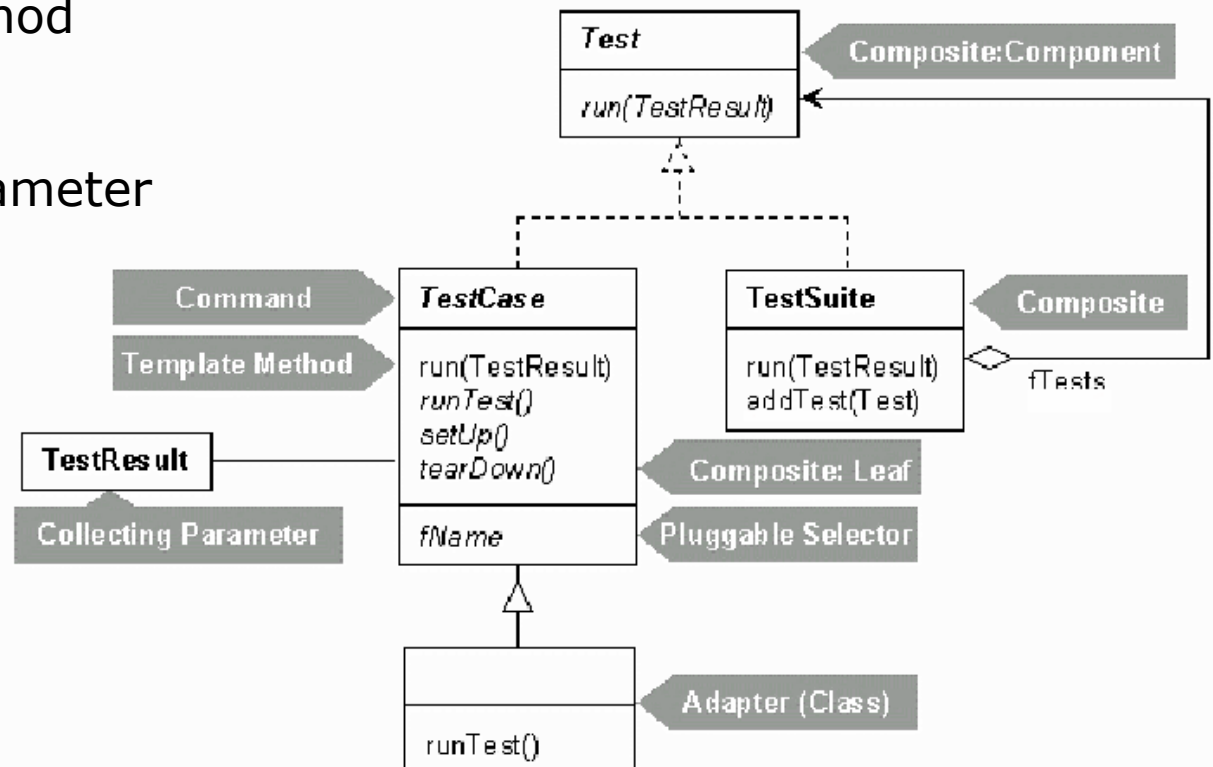 nod
ameter
Test
run(TestResult)
Composite:Component
Command
Template Method
TestCase
run(TestResult)
runTest()
setUp()
tearDown()
fName
TestSuite
run(TestResult)
addTest(Test)
Composite
fTests
TestResult
Collecting Parameter
Composite: Leaf
Pluggable Selector
Adapter (Class)
runTest()